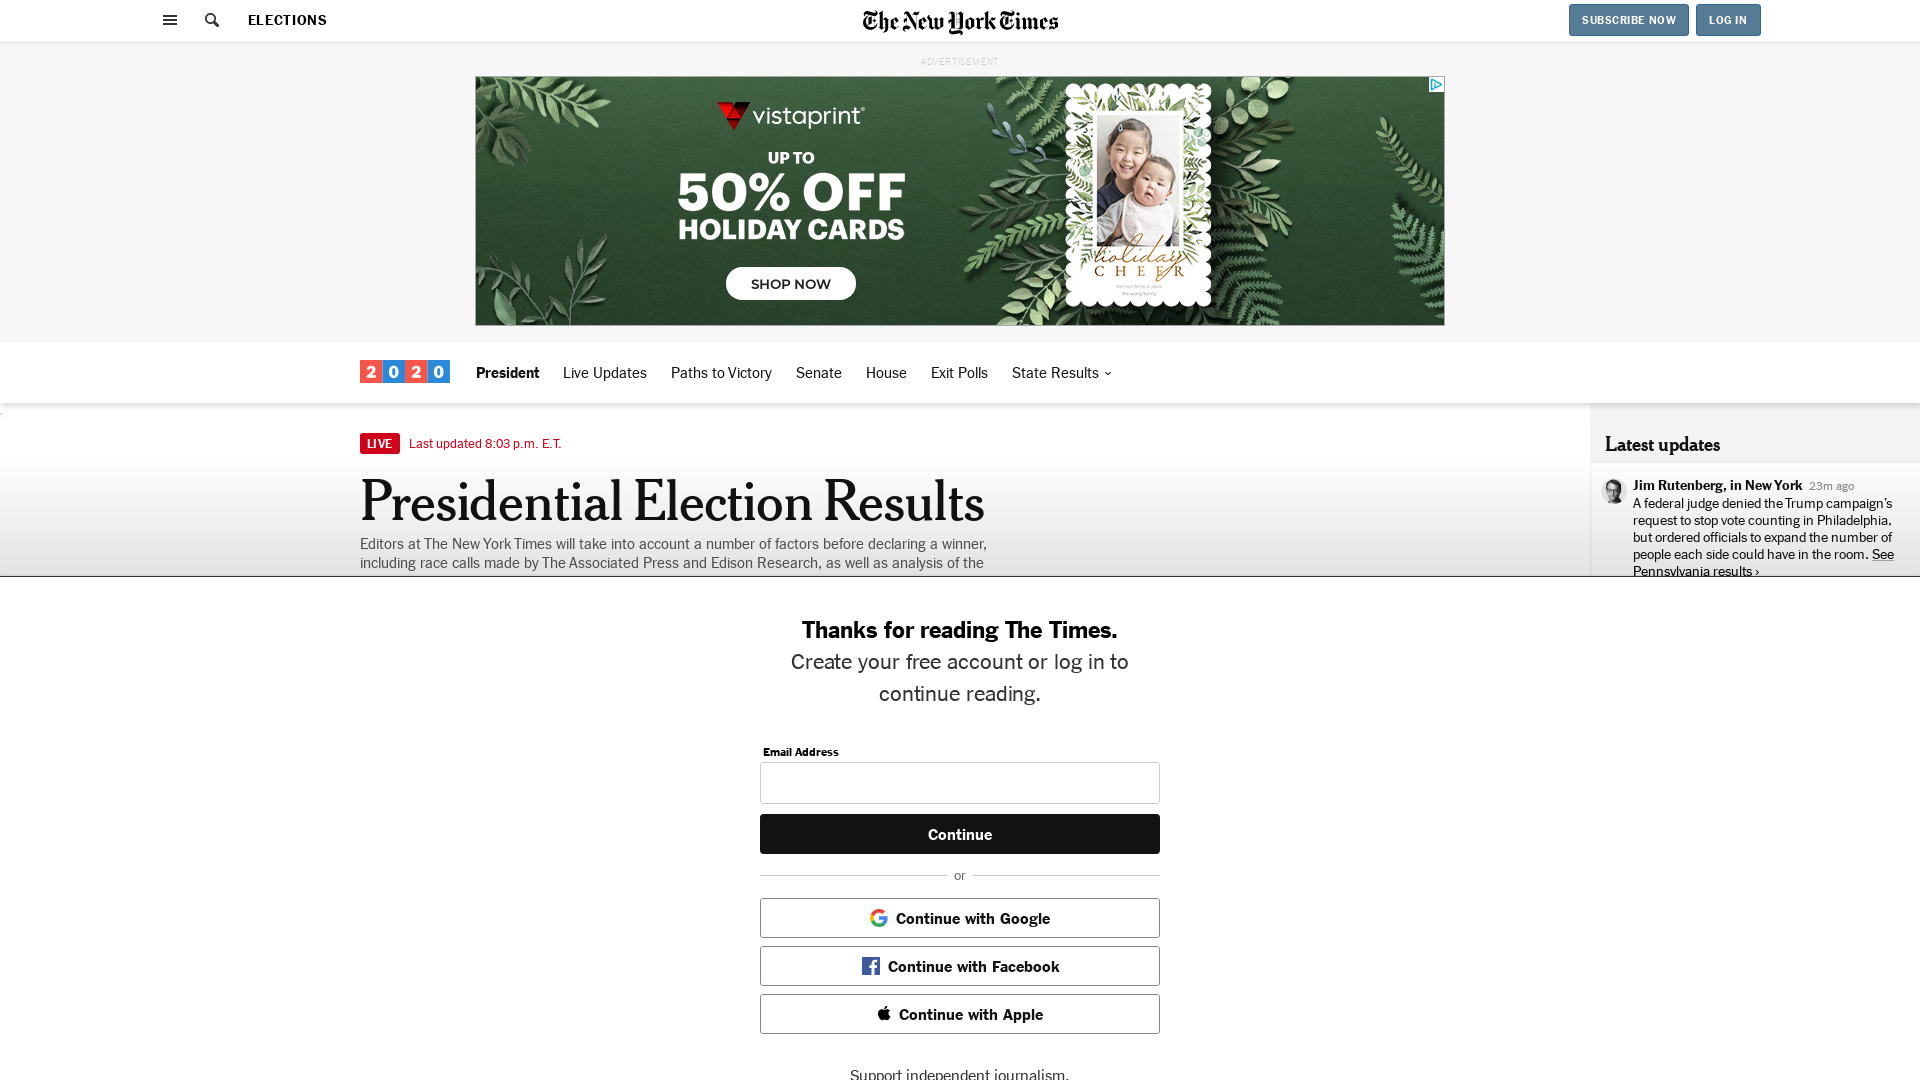 ELECTIONS
The New York Times
SUBSCRIBE NOW
LOG IN
ADVERTISEMENT
vistaprint®
UP TO
50% OFF
HOLIDAY CARDS
SHOP NOW
holiday
CHEER
2020
President
Live Updates
Paths to Victory
Senate
House
Exit Polls
State Results
LIVE
Last updated 8:03 p.m. E.T.
Presidential Election Results
Editors at The New York Times will take into account a number of factors before declaring a winner,
including race calls made by The Associated Press and Edison Research, as well as analysis of the
Latest updates
Jim Rutenberg, in New York 23m ago
A federal judge denied the Trump campaign’s
request to stop vote counting in Philadelphia,
but ordered officials to expand the number of
people each side could have in the room. See
Pennsylvania results ›
Thanks for reading The Times.
Create your free account or log in to
continue reading.
Email Address
Continue
or
Continue with Google
Continue with Facebook
Continue with Apple
Support independent journalism.